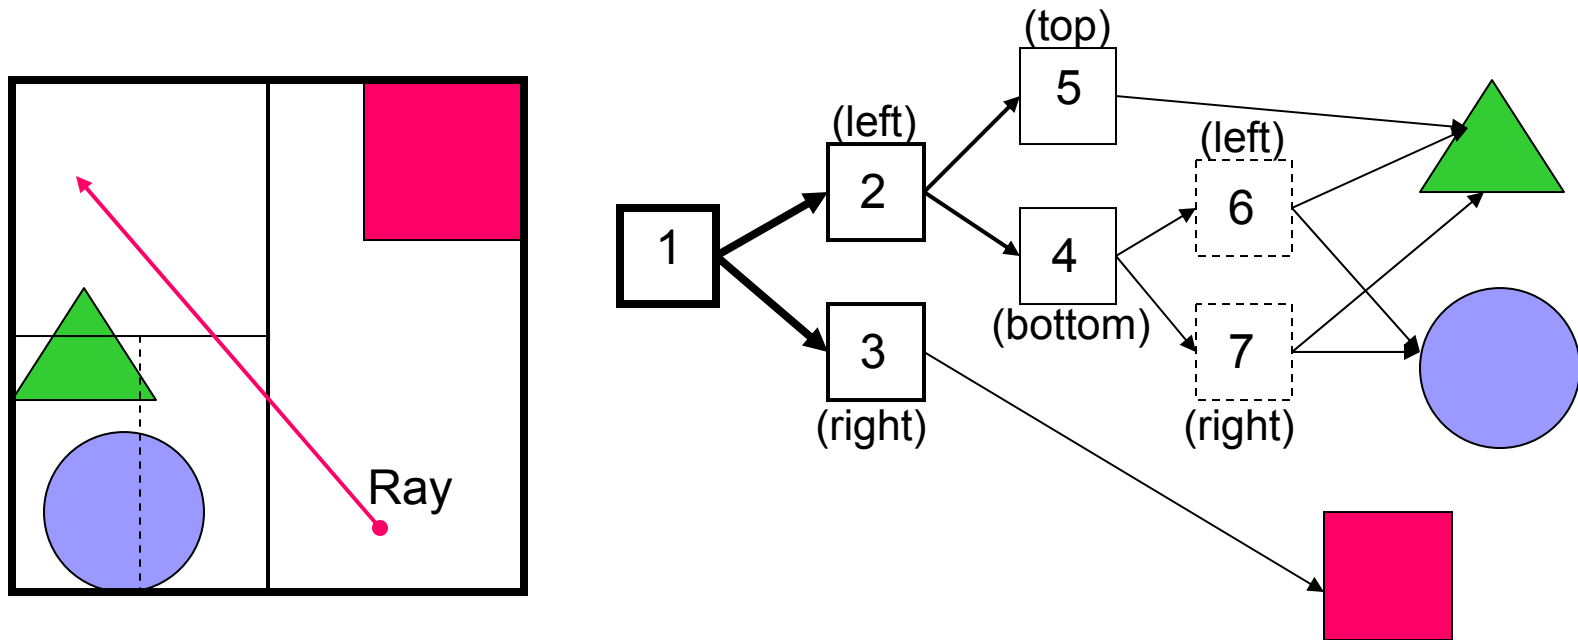 Ray
1
(left)
2
3
(right)
(top)
5
4
(bottom)
(left)
6
7
(right)